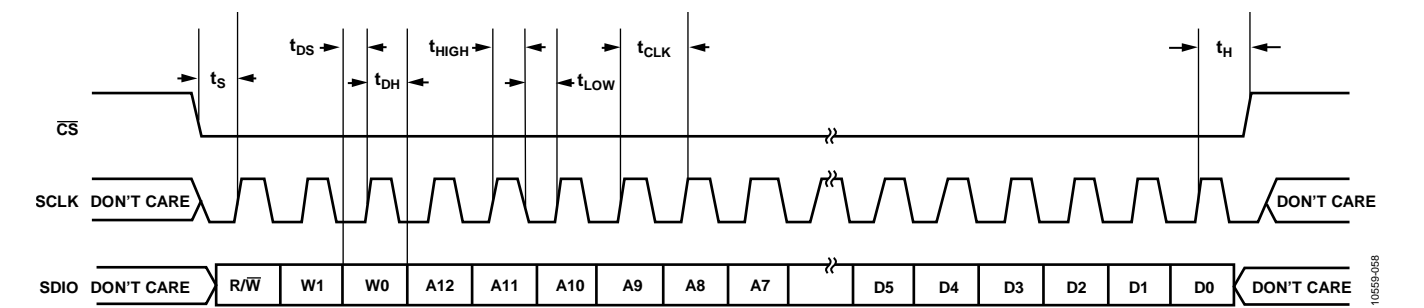 tDS tHIGH tCLK tH
tS tDH tLOW
CS
SCLK DON'T CARE DON'T CARE
SDIO DON'T CARE R/W W1 W0 A12 A11 A10 A9 A8 A7 D5 D4 D3 D2 D1 D0 DON'T CARE
10559-058